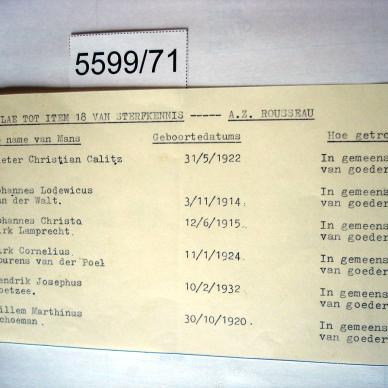 5599/71
LAE TOT ITEM 18 VAN STERFKENNIS ----- A.Z. ROUSSEAU
name van Mans Geboortedatums Hoe getro
eter Christian Calitz 31/5/1922 In gemeens
van goeder
ohannes Lodewicus In gemeens
n der Walt. 3/11/1914. van goeder
ohannes Christo 12/6/1915 In gemeens
irk Lamprecht. van goeder
irk Cornelius 11/1/1924. In gemeens
ourens van der Poel van goeder
endrik Josephus 10/2/1932 In gemeens
oetzee. van goeder
illem Marthinus In gemeens
choeman. 30/10/1920. van goeder